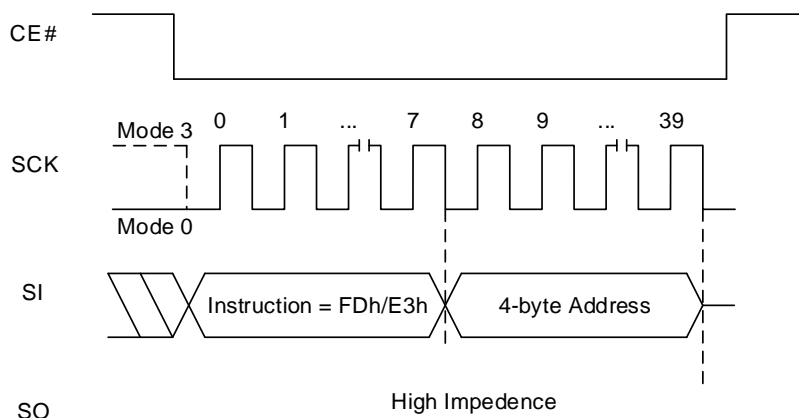 CE#
0 1 ... 7 8 9 ... 39
Mode 3
SCK
Mode 0
SI
Instruction = FDh/E3h 4-byte Address
High Impedence
SO